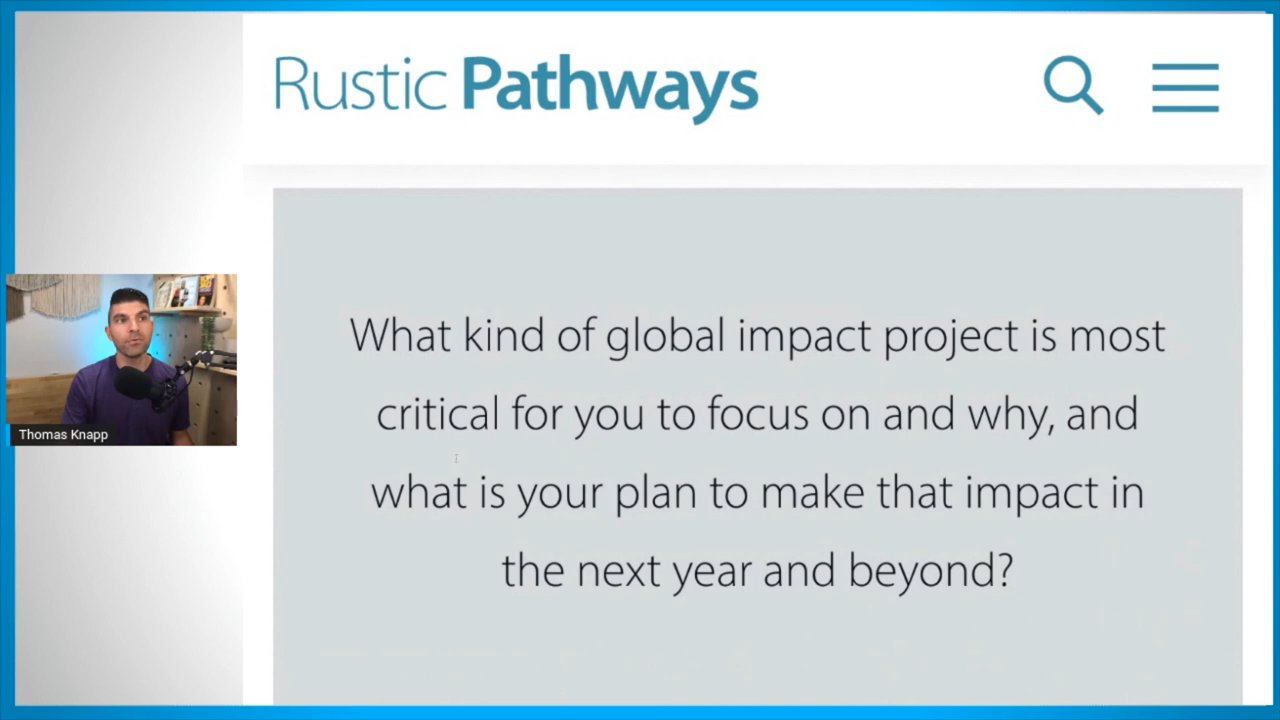 Rustic Pathways
What kind of global impact project is most
critical for you to focus on and why, and
what is your plan to make that impact in
the next year and beyond?
Thomas Knapp